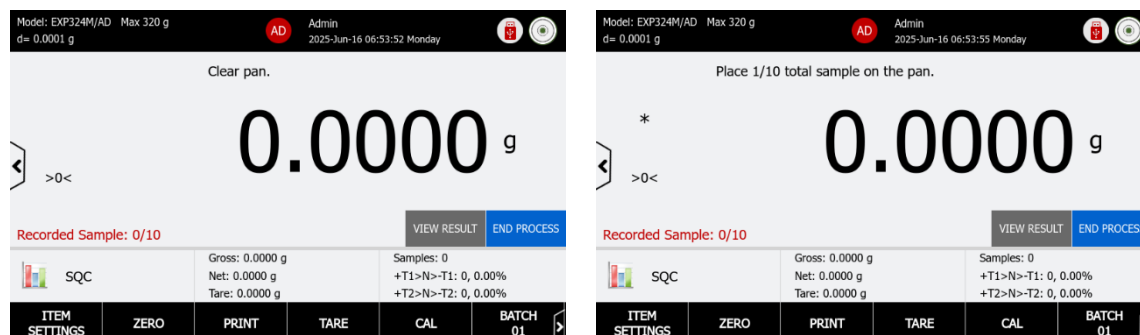 Model: EXP324M/AD Max 320 g
d= 0.0001 g
AD
Admin
2025-Jun-16 06:53:52 Monday
Clear pan.
0.0000 g
>0<
Recorded Sample: 0/10
VIEW RESULT
END PROCESS
SQC
Gross: 0.0000 g
Net: 0.0000 g
Tare: 0.0000 g
Samples: 0
+T1>N>-T1: 0, 0.00%
+T2>N>-T2: 0, 0.00%
ITEM
SETTINGS
ZERO
PRINT
TARE
CAL
BATCH
01
Model: EXP324M/AD Max 320 g
d= 0.0001 g
AD
Admin
2025-Jun-16 06:53:55 Monday
Place 1/10 total sample on the pan.
*
0.0000 g
>0<
Recorded Sample: 0/10
VIEW RESULT
END PROCES
SQC
Gross: 0.0000 g
Net: 0.0000 g
Tare: 0.0000 g
Samples: 0
+T1>N>-T1: 0, 0.00%
+T2>N>-T2: 0, 0.00%
ITEM
SETTINGS
ZERO
PRINT
TARE
CAL
BATCH
01